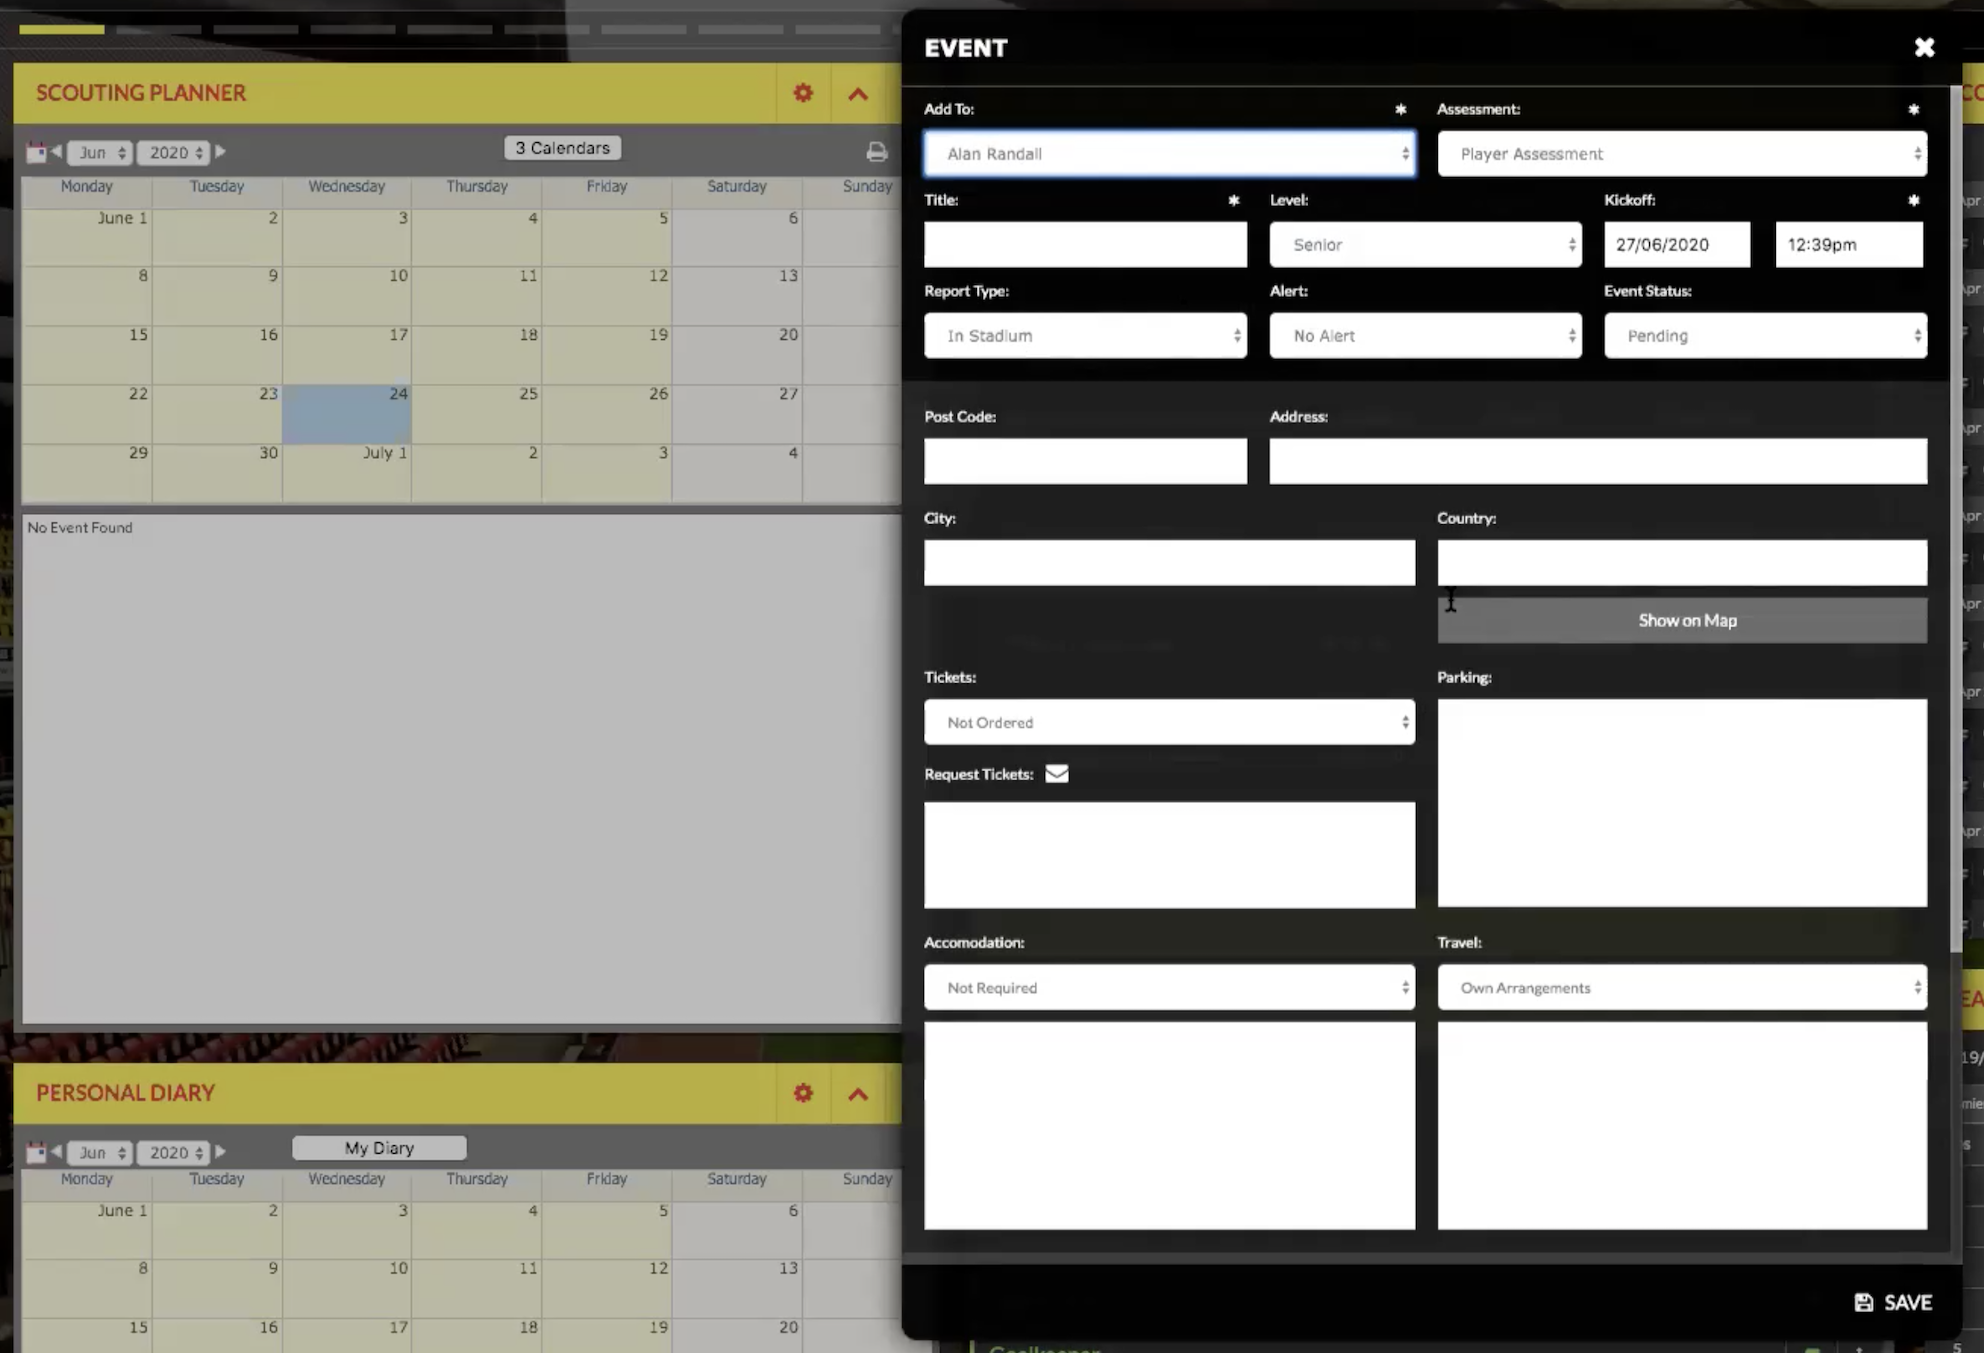 SCOUTING PLANNER
Jun 2020 3 Calendars
Monday Tuesday Wednesday Thursday Friday Saturday Sunday
June 1 2 3 4 5 6
8 9 10 11 12 13
15 16 17 18 19 20
22 23 24 25 26 27
29 30 July 1 2 3 4
No Event Found
PERSONAL DIARY
Jun 2020 My Diary
Monday Tuesday Wednesday Thursday Friday Saturday Sunday
June 1 2 3 4 5 6
8 9 10 11 12 13
15 16 17 18 19 20
EVENT
Add To: * Assessment: *
Alan Randall Player Assessment
Title: * Level: Kickoff: *
Senior 27/06/2020 12:39pm
Report Type: Alert: Event Status:
In Stadium No Alert Pending
Post Code: Address:
City: Country:
Show on Map
Tickets: Parking:
Not Ordered
Request Tickets:
Accomodation: Travel:
Not Required Own Arrangements
SAVE